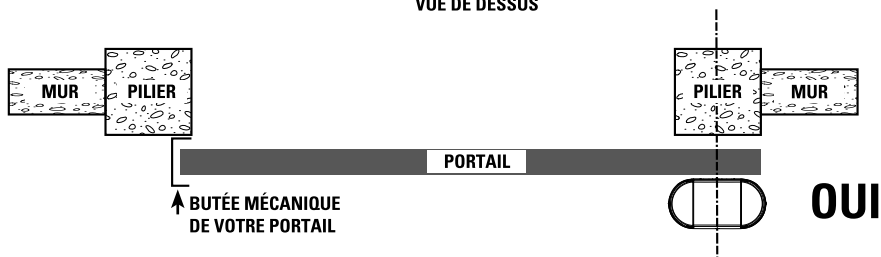 VUE DE DESSUS
MUR
PILIER
PILIER
MUR
PORTAIL
BUTÉE MÉCANIQUE
DE VOTRE PORTAIL
OUI